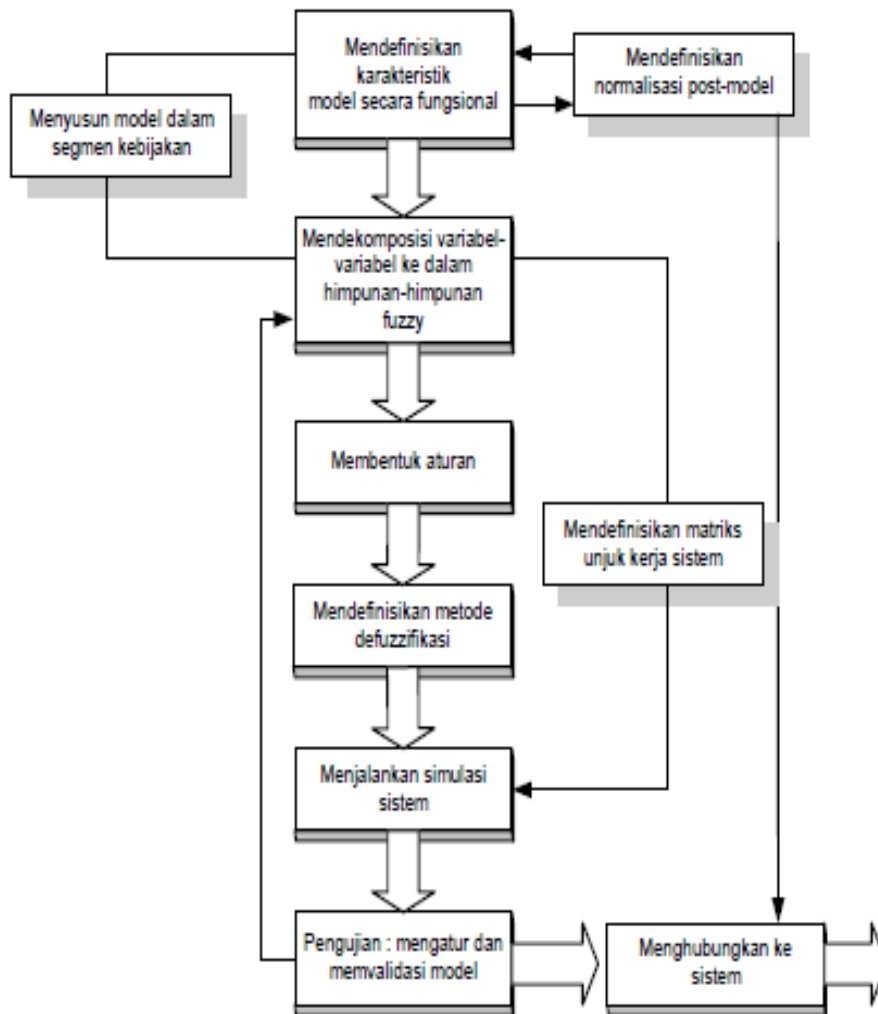 Mendefinisikan
karakteristik
model secara fungsional
Mendefinisikan
normalisasi post-model
Menyusun model dalam
segmen kebijakan
Mendekomposisi variabel-
variabel ke dalam
himpunan-himpunan
fuzzy
Membentuk aturan
Mendefinisikan matriks
unjuk kerja sistem
Mendefinisikan metode
defuzzifikasi
Menjalankan simulasi
sistem
Pengujian : mengatur dan
memvalidasi model
Menghubungkan ke
sistem